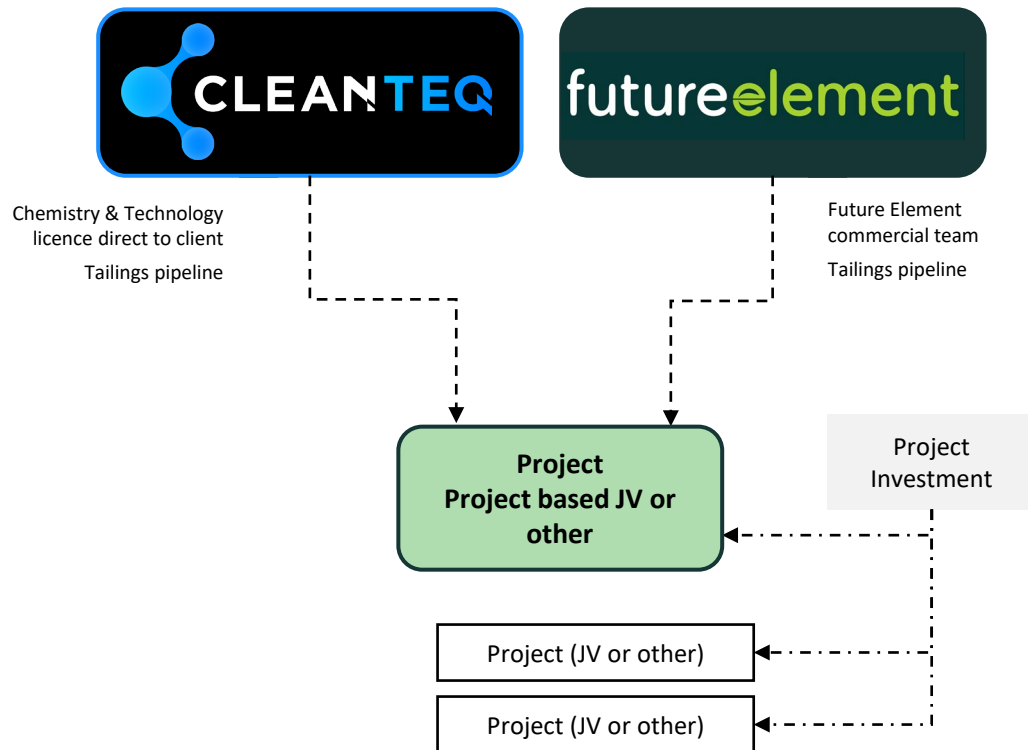 CLEANTEQ
futureelement
Chemistry & Technology
licence direct to client
Tailings pipeline
Future Element
commercial team
Tailings pipeline
Project
Project based JV or
other
Project
Investment
Project (JV or other)
Project (JV or other)